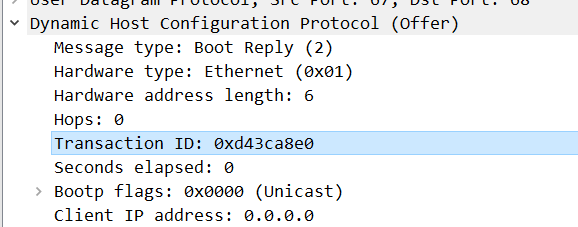 User Datagram Protocol, Src Port: 67, Dst Port: 68
Dynamic Host Configuration Protocol (Offer)
Message type: Boot Reply (2)
Hardware type: Ethernet (0x01)
Hardware address length: 6
Hops: 0
Transaction ID: 0xd43ca8e0
Seconds elapsed: 0
Bootp flags: 0x0000 (Unicast)
Client IP address: 0.0.0.0